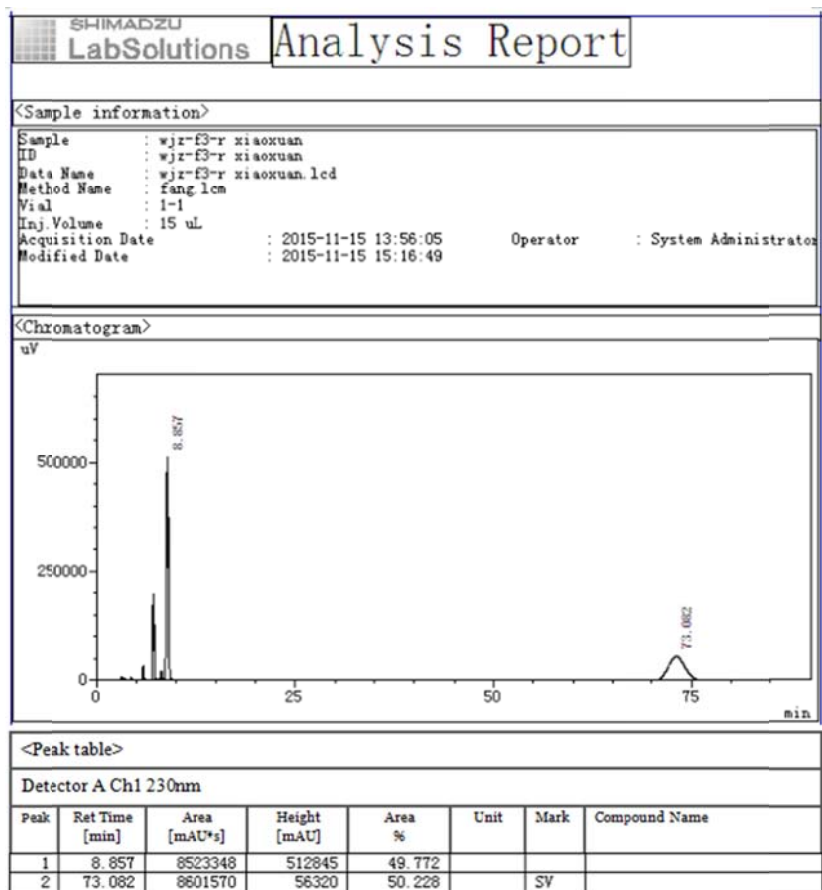 SHIMADZU
LabSolutions Analysis Report
<Sample information>
Sample : wjz-f3-r xiaoxuan
ID : wjz-f3-r xiaoxuan
Data Name : wjz-f3-r xiaoxuan.lcd
Method Name : fang.lcm
Vial : 1-1
Inj.Volume : 15 uL
Acquisition Date : 2015-11-15 13:56:05 Operator : System Administrator
Modified Date : 2015-11-15 15:16:49
<Chromatogram>
uV
8.857
500000
250000
73.082
0
0 25 50 75
min
<Peak table>
Detector A Ch1 230nm
Peak Ret Time [min] Area [mAU*s] Height [mAU] Area % Unit Mark Compound Name
1 8.857 8523348 512845 49.772
2 73.082 8601570 56320 50.228 SV